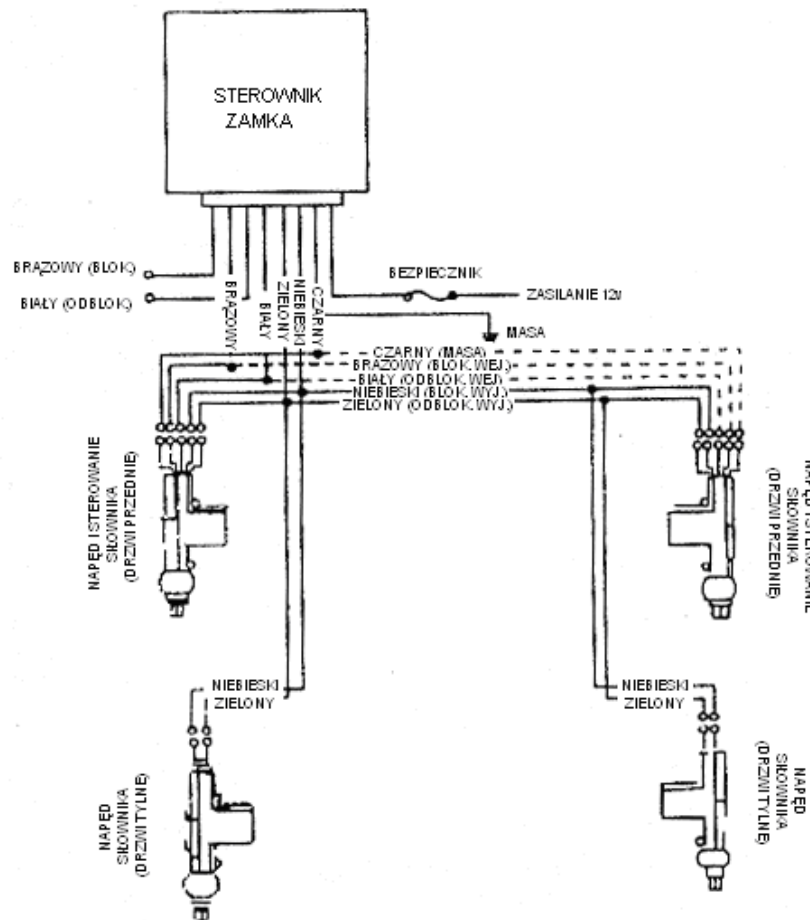 STEROWNIK
ZAMKA
BRĄZOWY (BLOK.)
BIAŁY (ODBLOK.)
BRĄZOWY
BIAŁY
ZIELONY
NIEBIESKI
CZARNY
BEZPIECZNIK
ZASILANIE 12V
MASA
CZARNY (MASA)
BRĄZOWY (BLOK. WEJ.)
BIAŁY (ODBLOK. WEJ)
NIEBIESKI (BLOK. WYJ.)
ZIELONY (ODBLOK. WYJ.)
NAPĘD I STEROWANIE
SIŁOWNIKA
(DRZWI PRZEDNIE)
NAPĘD I STEROWANIE
SIŁOWNIKA
(DRZWI PRZEDNIE)
NIEBIESKI
ZIELONY
NIEBIESKI
ZIELONY
NAPĘD
SIŁOWNIKA
(DRZWI TYLNE)
NAPĘD
SIŁOWNIKA
(DRZWI TYLNE)